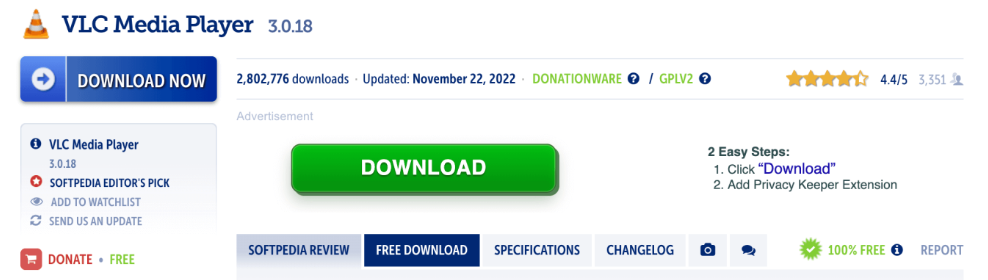 VLC Media Player 3.0.18
DOWNLOAD NOW
2,802,776 downloads · Updated: November 22, 2022 · DONATIONWARE ? / GPLV2 ?
4.4/5 3,351
Advertisement
VLC Media Player
3.0.18
SOFTPEDIA EDITOR'S PICK
ADD TO WATCHLIST
SEND US AN UPDATE
DONATE • FREE
DOWNLOAD
2 Easy Steps:
1. Click “Download”
2. Add Privacy Keeper Extension
SOFTPEDIA REVIEW
FREE DOWNLOAD
SPECIFICATIONS
CHANGELOG
100% FREE
REPORT